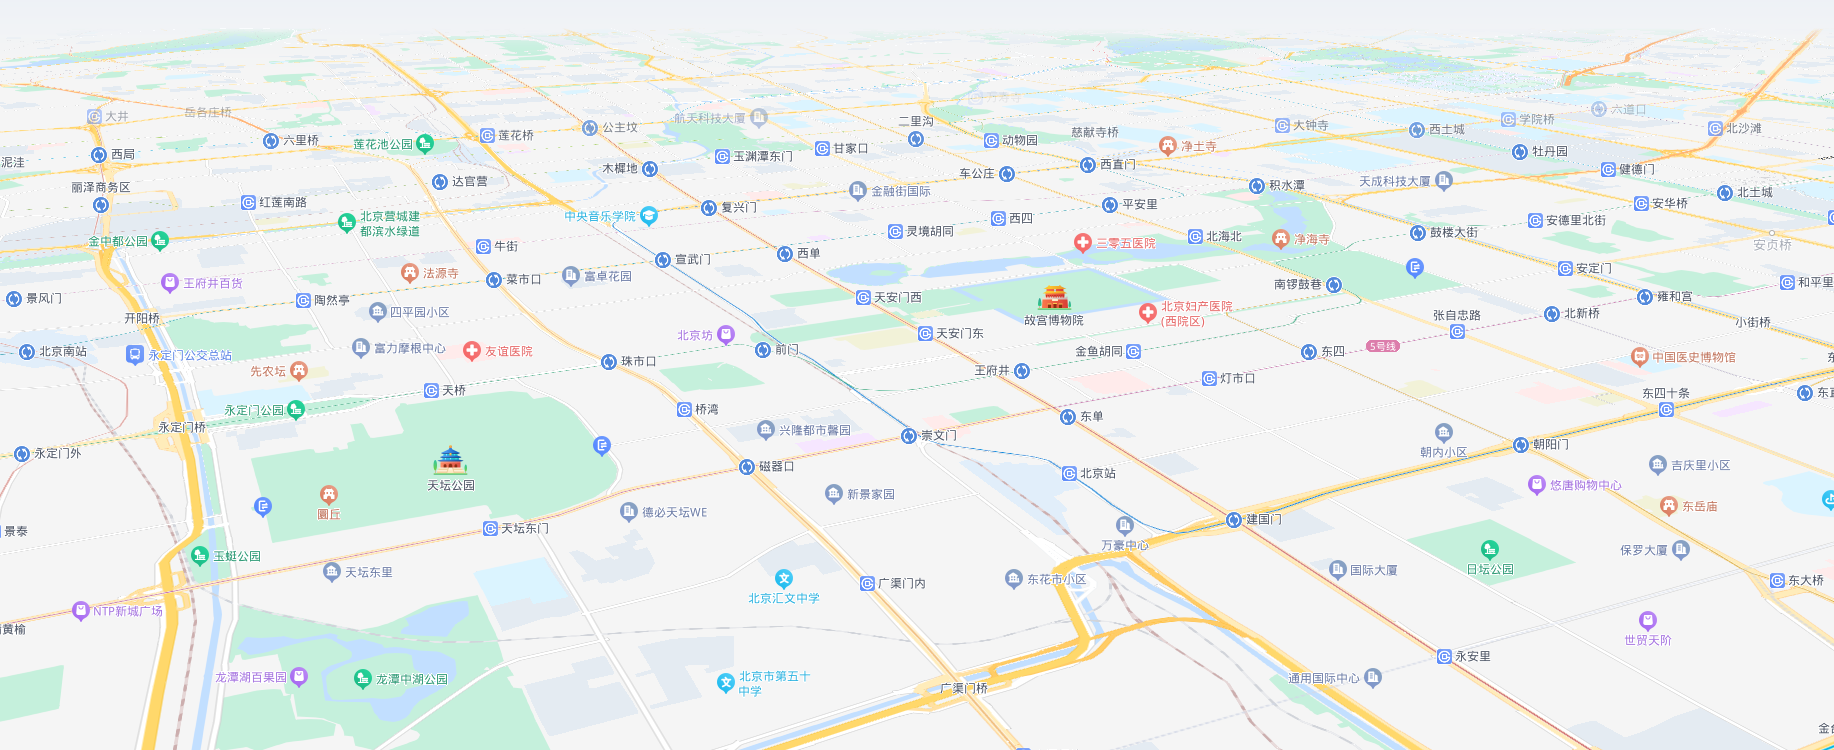 大井
岳各庄桥
六里桥
莲花池公园
莲花桥
公主坟
航天科技大厦
二里沟
动物园
慈献寺桥
净土寺
大钟寺
西土城
学院桥
六道口
北沙滩
泥洼
西局
丽泽商务区
达官营
木樨地
玉渊潭东门
甘家口
车公庄
西直门
积水潭
天成科技大厦
牡丹园
健德门
北土城
红莲南路
北京营城建
都滨水绿道
中央音乐学院
复兴门
金融街国际
西四
平安里
安德里北街
安华桥
金中都公园
牛街
灵境胡同
三零五医院
北海北
净海寺
鼓楼大街
安贞桥
王府井百货
法源寺
菜市口
富卓花园
宣武门
西单
安定门
景风门
陶然亭
四平园小区
天安门西
故宫博物院
北京妇产医院
(西院区)
南锣鼓巷
雍和宫
和平里
开阳桥
北京坊
天安门东
张自忠路
北新桥
小街桥
北京南站
永定门公交总站
富力摩根中心
友谊医院
珠市口
前门
金鱼胡同
东四
5号线
中国医史博物馆
先农坛
天桥
王府井
灯市口
东四十条
永定门公园
桥湾
东单
永定门桥
兴隆都市馨园
崇文门
朝内小区
朝阳门
永定门外
天坛公园
磁器口
北京站
吉庆里小区
悠唐购物中心
圜丘
新景家园
东岳庙
景泰
天坛东门
德必天坛WE
建国门
万豪中心
玉蜓公园
天坛东里
日坛公园
保罗大厦
国际大厦
北京汇文中学
广渠门内
东花市小区
东大桥
NTP新城广场
黄榆
世贸天阶
永安里
龙潭湖百果园
龙潭中湖公园
北京市第五十
中学
广渠门桥
通用国际中心